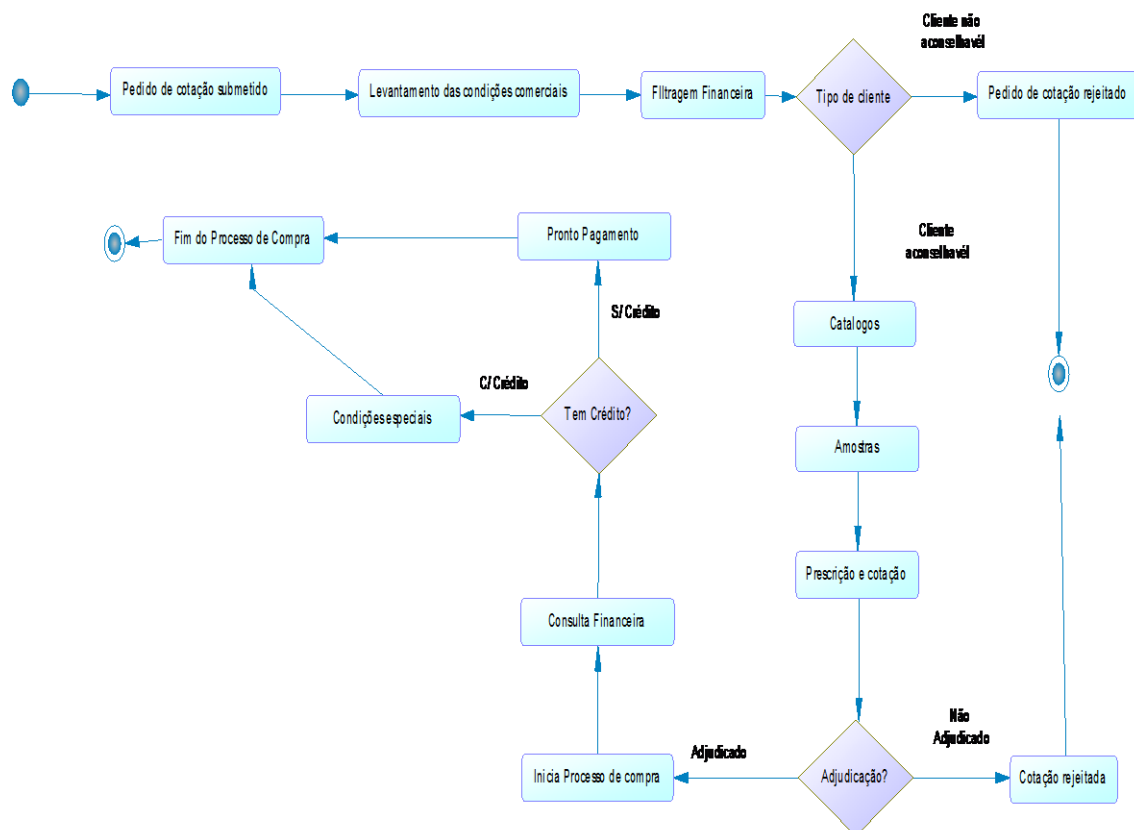 Cliente não
aconselhavél
Pedido de cotação submetido
Levantamento das condições comerciais
FIltragem Financeira
Tipo de cliente
Pedido de cotação rejeitado
Fim do Processo de Compra
Pronto Pagamento
Cliente
aconselhavél
S/ Crédito
Catalogos
C/ Crédito
Condições especiais
Tem Crédito?
Amostras
Prescrição e cotação
Consulta Financeira
Não
Adjudicado
Adjudicado
Inicia Processo de compra
Adjudicação?
Cotação rejeitada